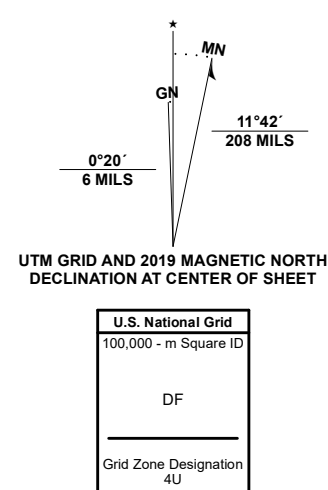 ★
MN
GN
11°42´
208 MILS
0°20´
6 MILS
UTM GRID AND 2019 MAGNETIC NORTH
DECLINATION AT CENTER OF SHEET
U.S. National Grid
100,000 - m Square ID
DF
Grid Zone Designation
4U